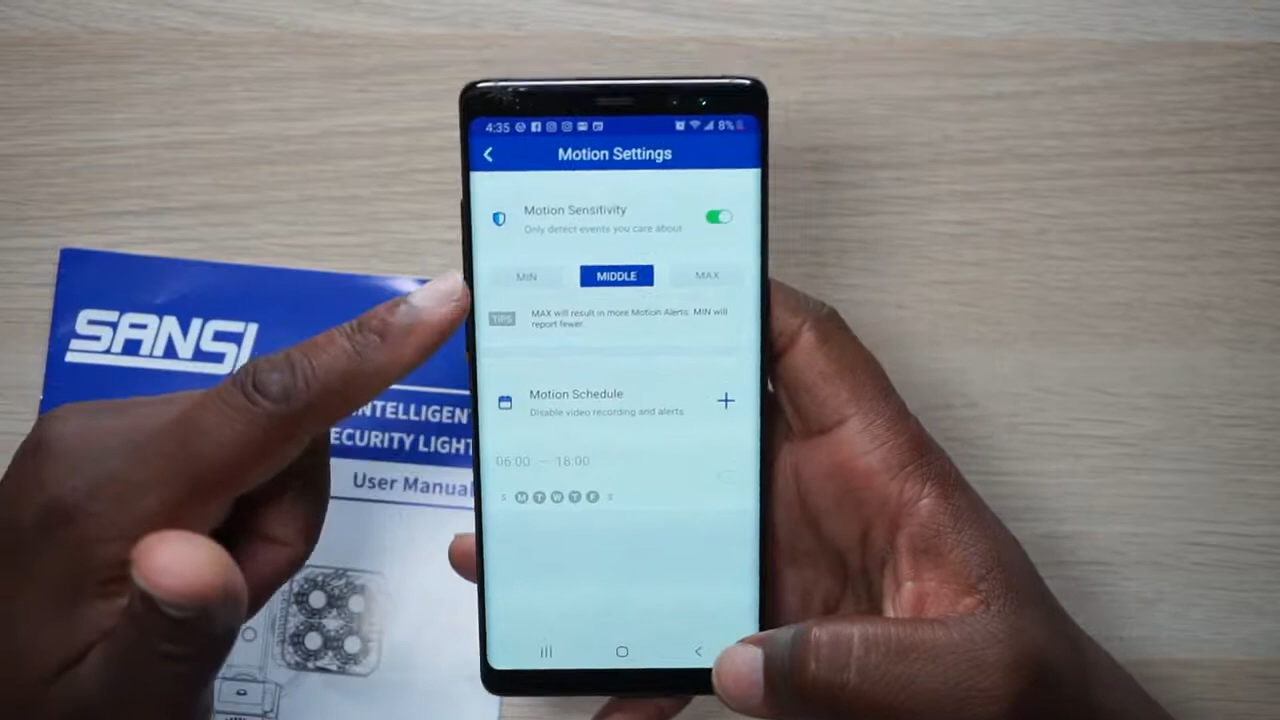 4:35
8%
Motion Settings
Motion Sensitivity
Only detect events you care about
MIN MIDDLE MAX
TIPS
MAX will result in more Motion Alerts. MIN will
report fewer.
Motion Schedule
Disable video recording and alerts
06:00 — 18:00
S M T W T F S
SANSI
INTELLIGENT
ECURITY LIGHT
User Manual